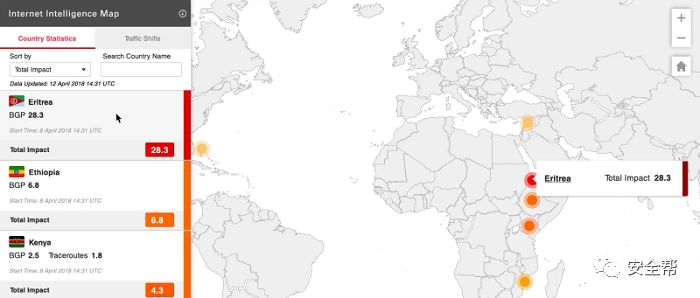 Internet Intelligence Map
Country Statistics
Traffic Shifts
Sort by
Search Country Name
Total Impact
Data Updated: 12 April 2018 14:31 UTC
Eritrea
BGP 28.3
Start Time: 8 April 2018 14:31 UTC
Total Impact 28.3
Ethiopia
BGP 6.8
Start Time: 8 April 2018 14:31 UTC
Total Impact 6.8
Kenya
BGP 2.5 Traceroutes 1.8
Start Time: 8 April 2018 14:31 UTC
Total Impact 4.3
+
−
Eritrea Total Impact 28.3
安全帮